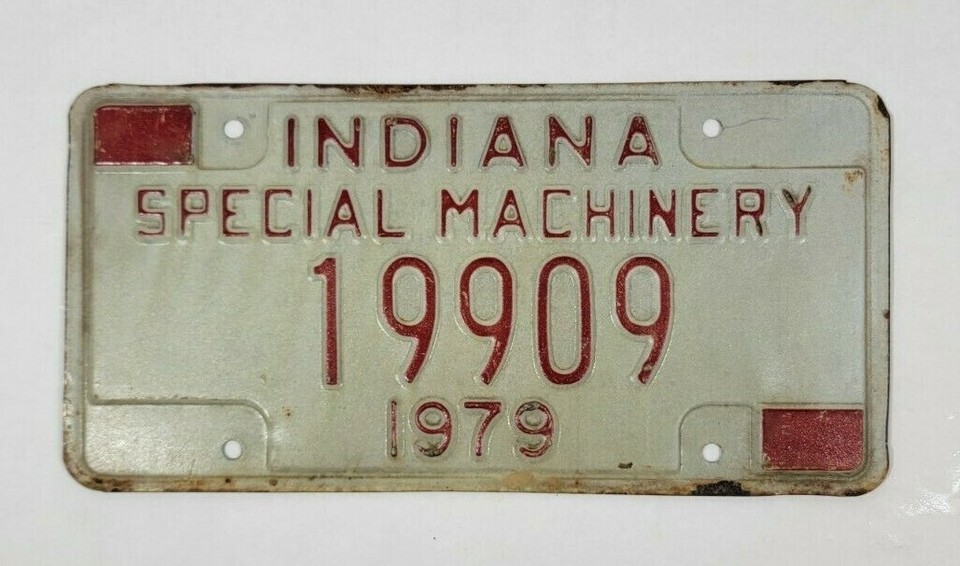 INDIANA
SPECIAL MACHINERY
19909
1979